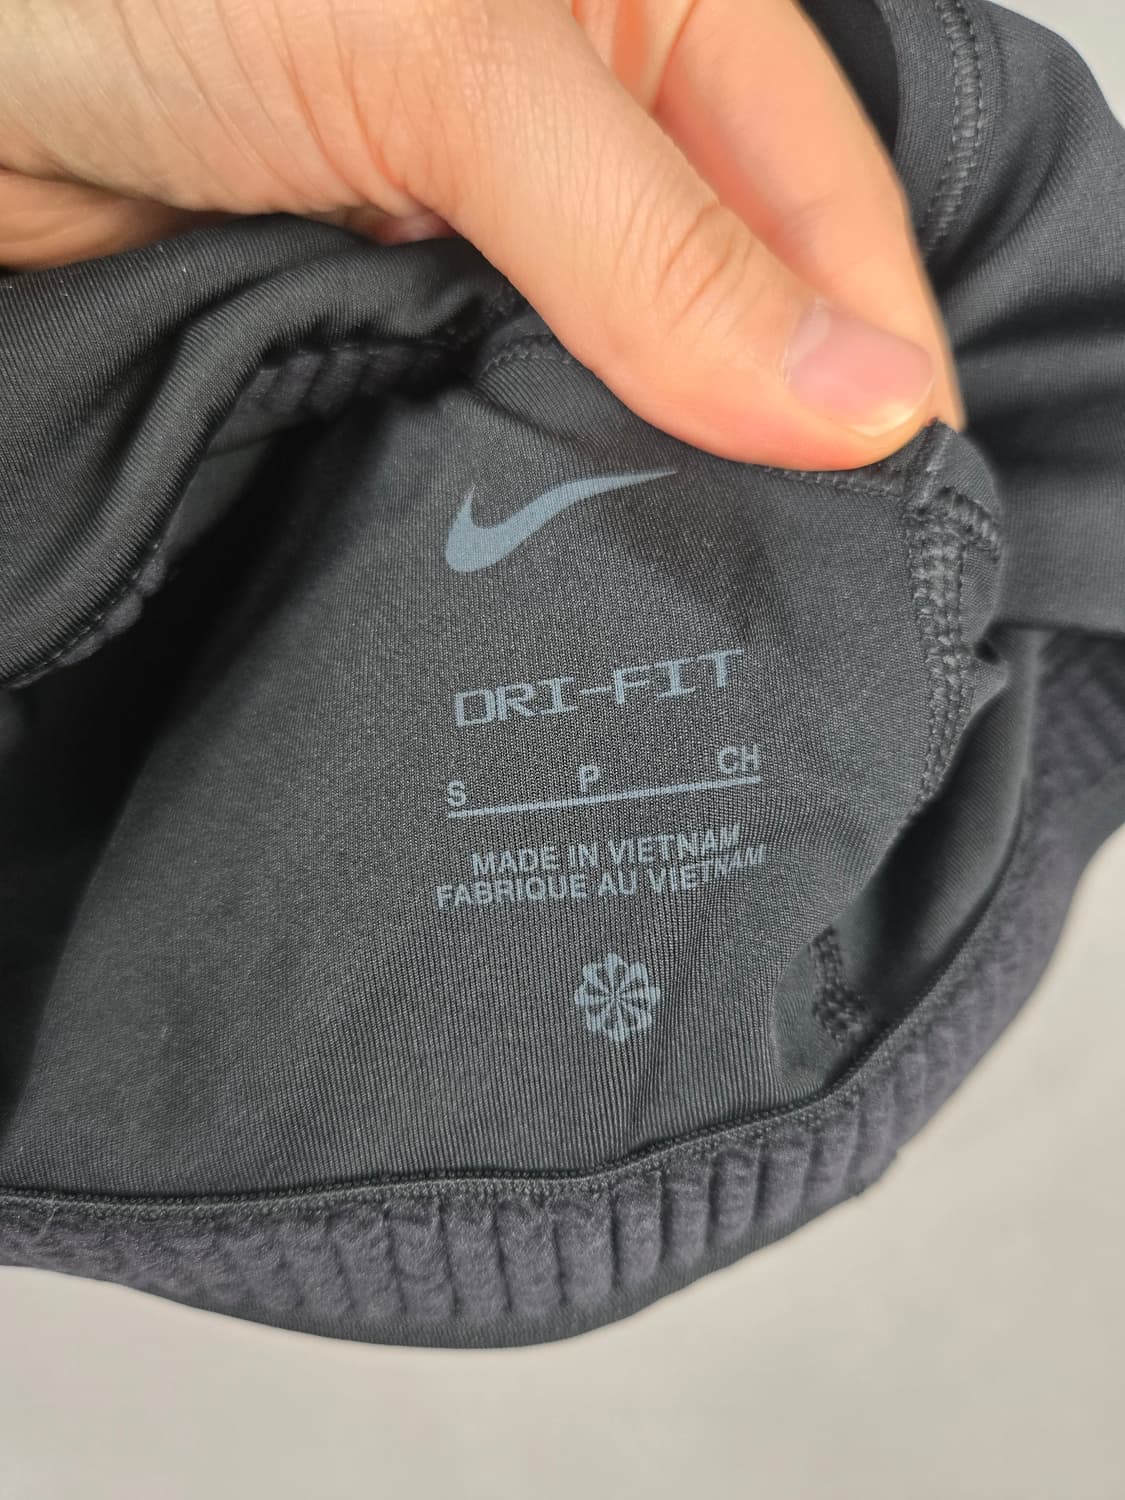 DRI-FIT
S P CH
MADE IN VIETNAM
FABRIQUE AU VIETNAM